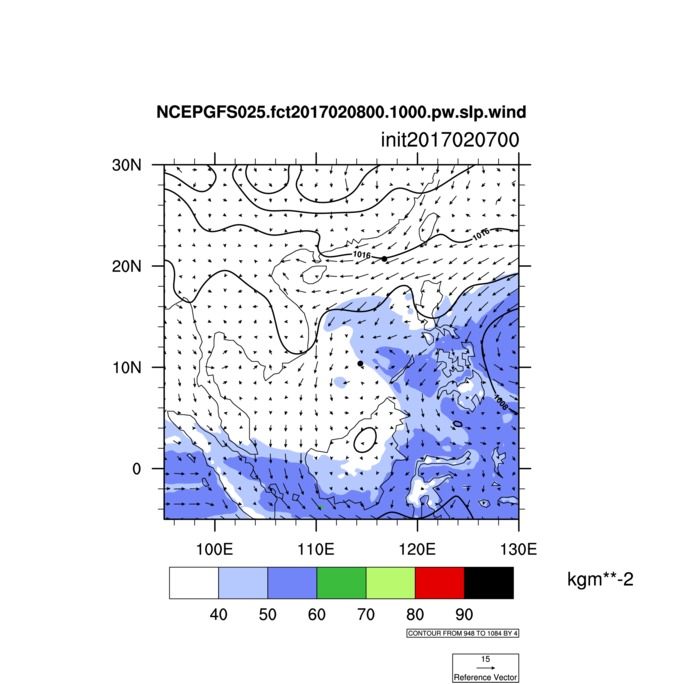 NCEPGFS025.fct2017020800.1000.pw.slp.wind
init2017020700
30N
20N
10N
0
1016
1016
1008
100E 110E 120E 130E
kgm**-2
40 50 60 70 80 90
CONTOUR FROM 948 TO 1084 BY 4
15
Reference Vector